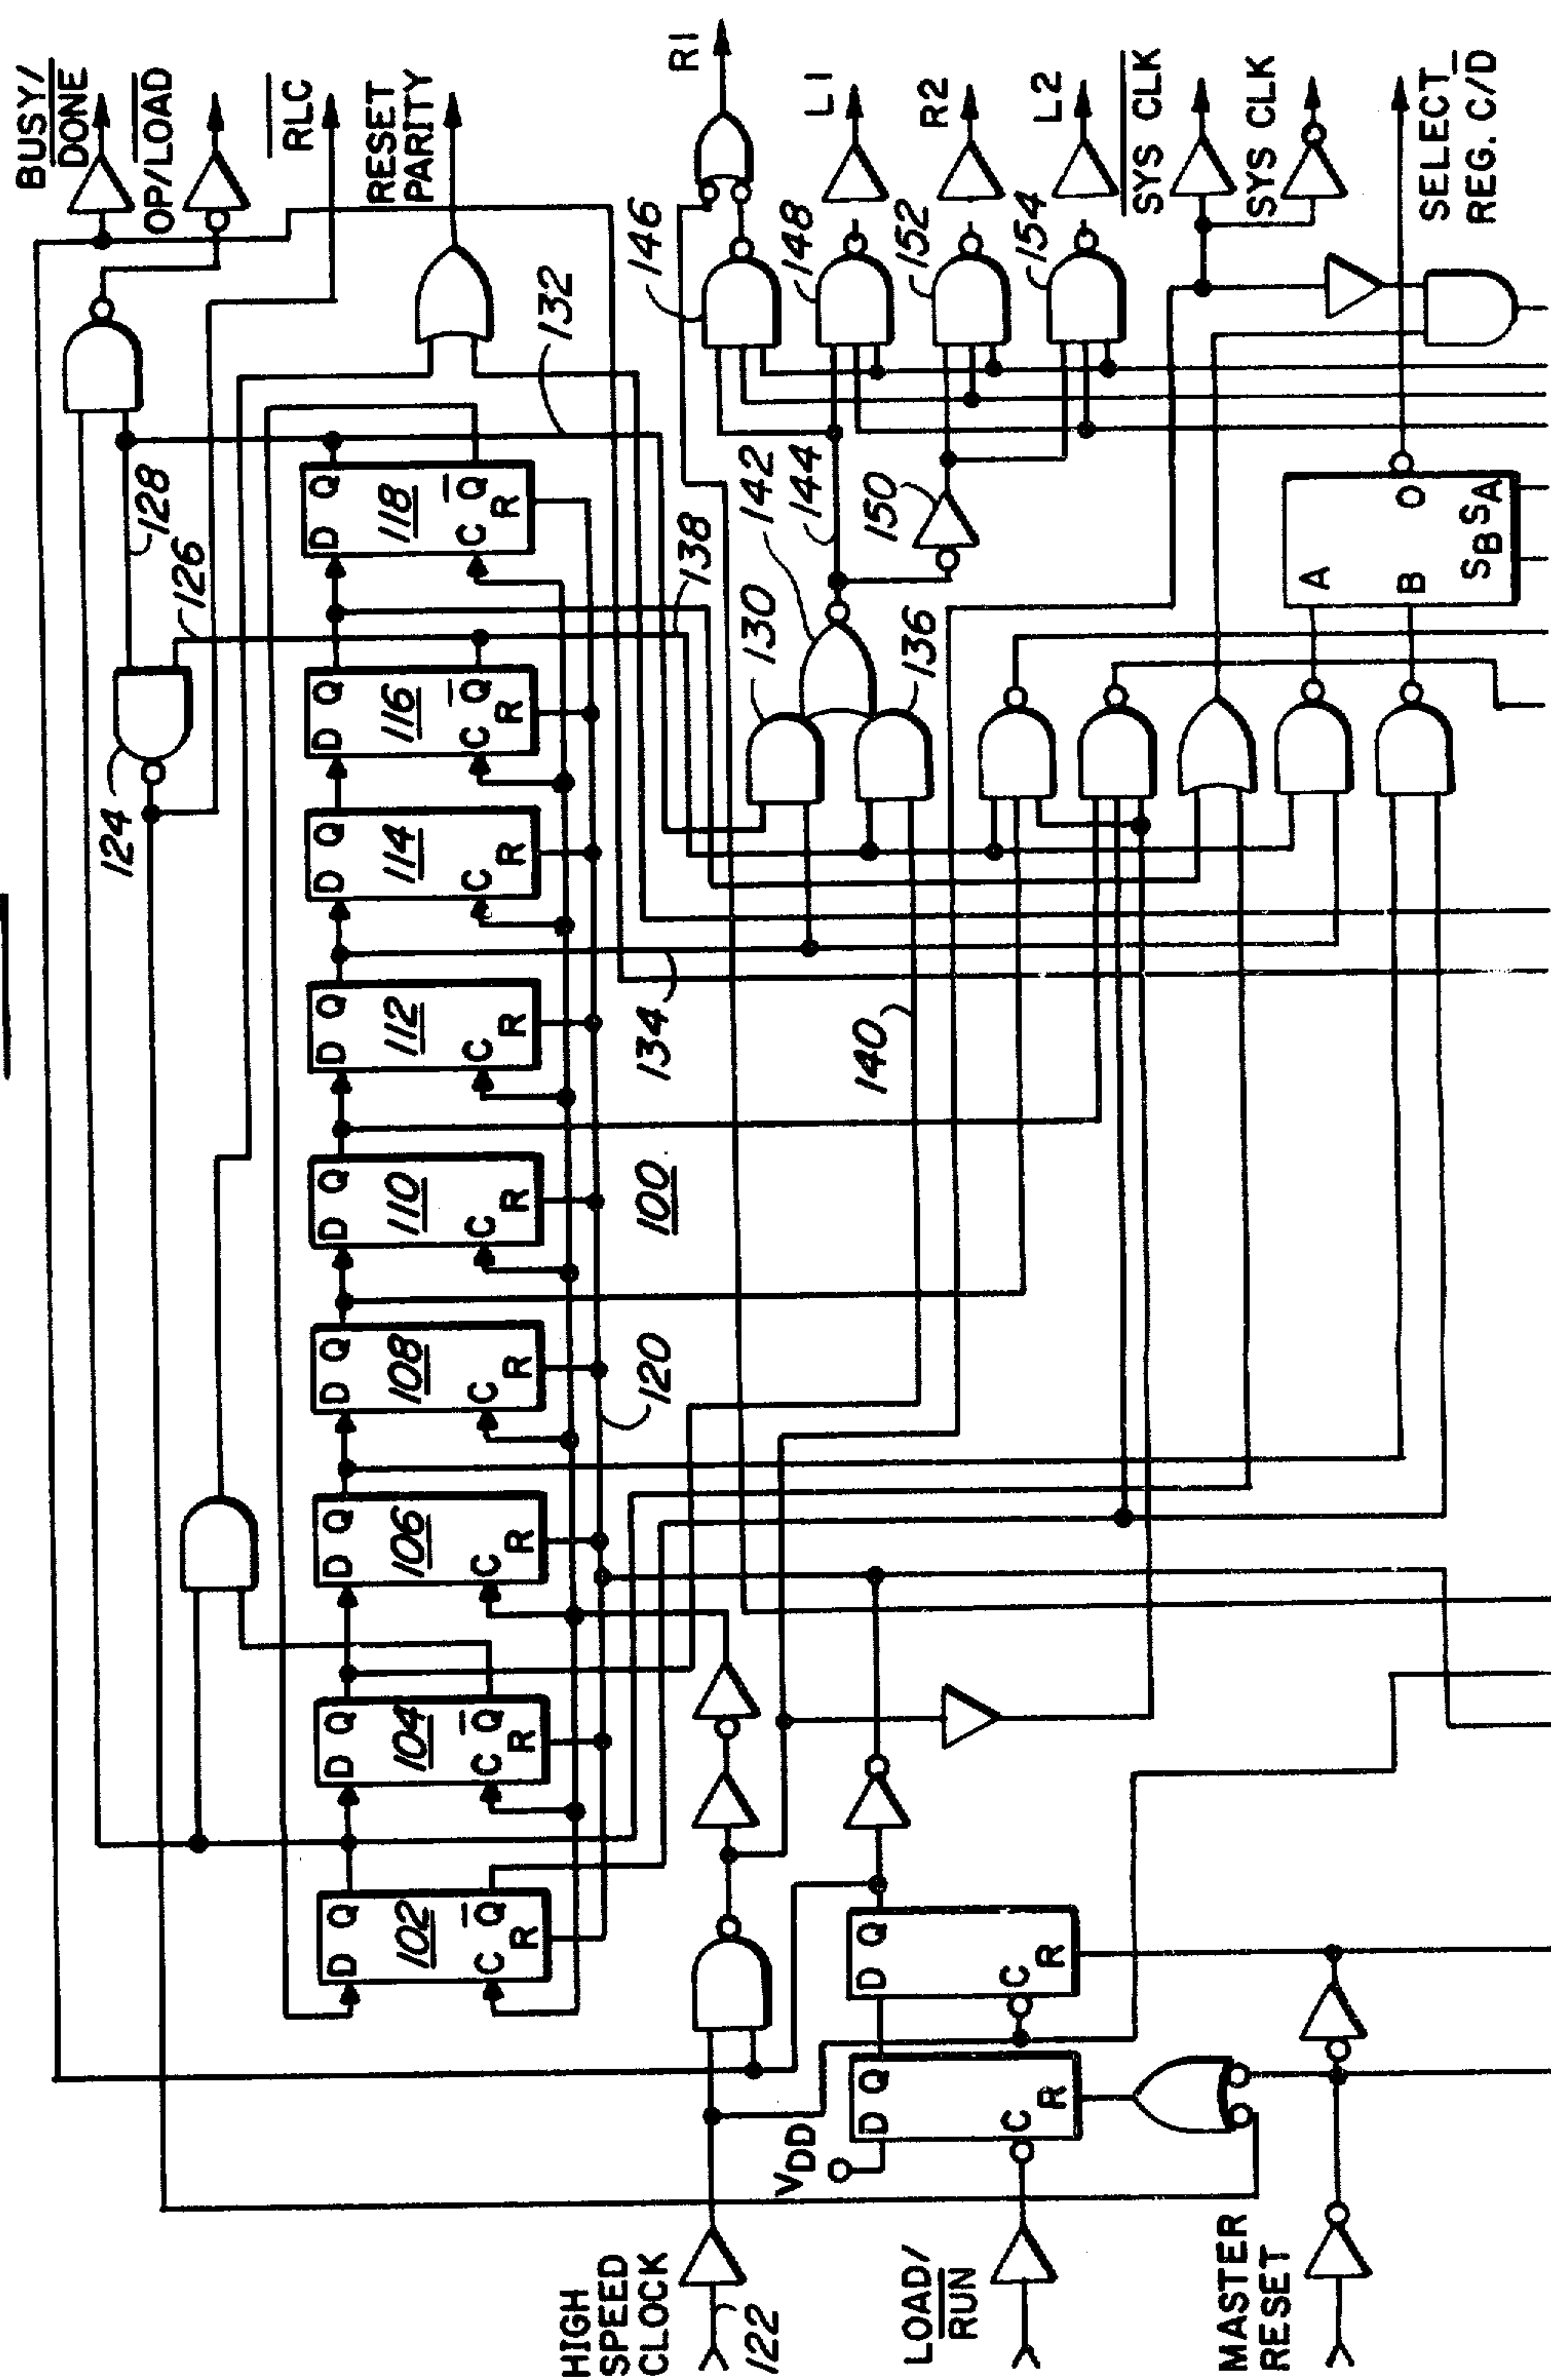 BUSY/
DONE
OP/LOAD
RLC
RESET
PARITY
R1
L1
R2
L2
SYS CLK
SYS CLK
SELECT
REG. C/D
146
148
152
154
132
128
126
124
138
142
144
150
130
136
134
140
100
120
D Q
102
C Q
R
D Q
104
C Q
R
D Q
106
C
R
D Q
108
C
R
D Q
110
C
R
D Q
112
C
R
D Q
114
C
R
D Q
116
C Q
R
D Q
118
C Q
R
A
B
O
SB SA
D Q
C
R
D Q
C
R
VDD
HIGH
SPEED
CLOCK
122
LOAD/
RUN
MASTER
RESET